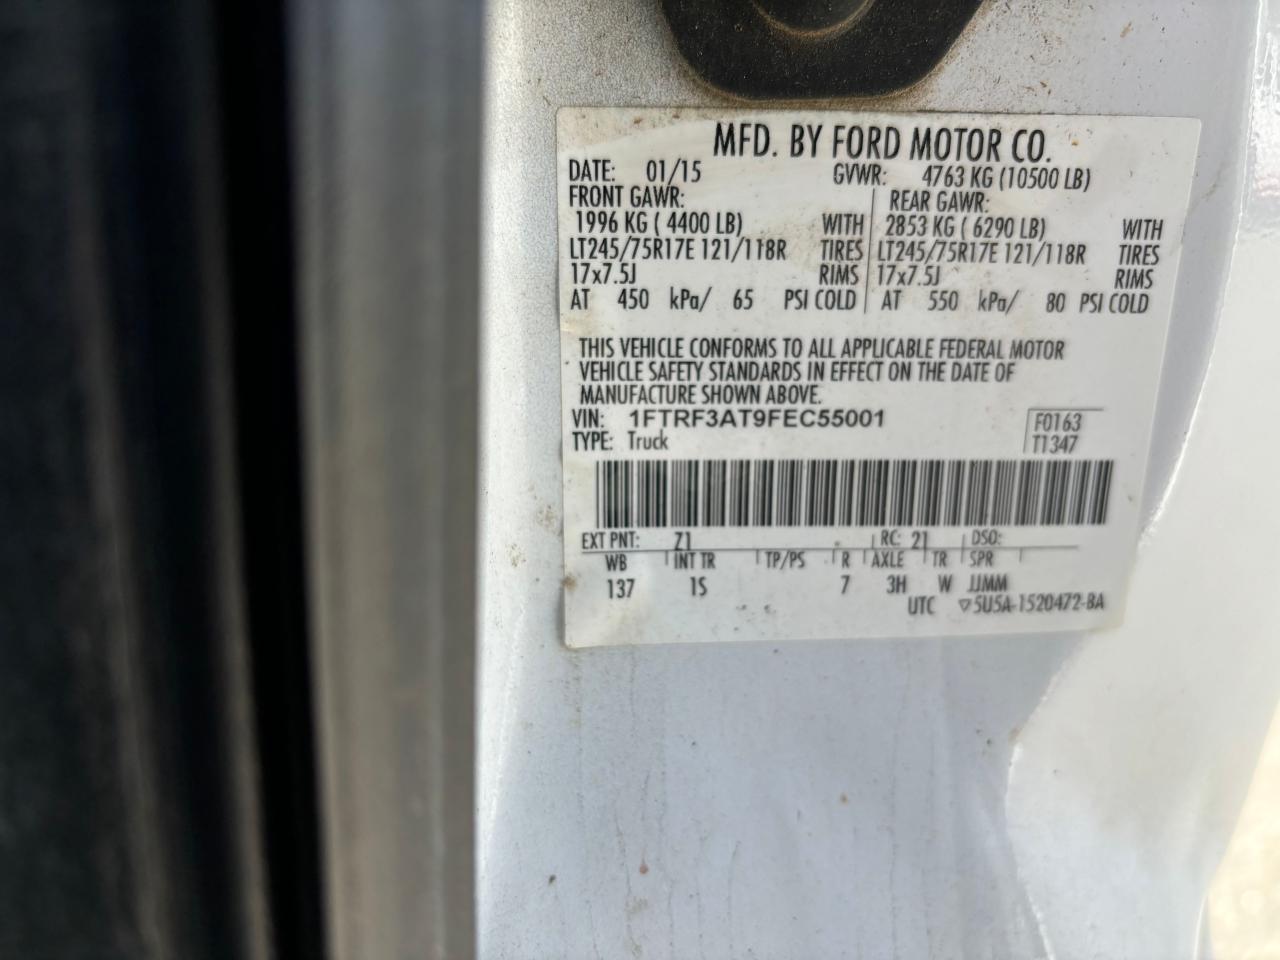 MFD. BY FORD MOTOR CO.
DATE: 01/15 GVWR: 4763 KG (10500 LB)
FRONT GAWR: REAR GAWR:
1996 KG ( 4400 LB) WITH 2853 KG ( 6290 LB) WITH
LT245/75R17E 121/118R TIRES LT245/75R17E 121/118R TIRES
17x7.5J RIMS 17x7.5J RIMS
AT 450 kPa/ 65 PSI COLD AT 550 kPa/ 80 PSI COLD
THIS VEHICLE CONFORMS TO ALL APPLICABLE FEDERAL MOTOR
VEHICLE SAFETY STANDARDS IN EFFECT ON THE DATE OF
MANUFACTURE SHOWN ABOVE.
VIN: 1FTRF3AT9FEC55001 F0163
TYPE: Truck T1347
EXT PNT: Z1 RC: 21 DSO:
WB INT TR TP/PS R AXLE TR SPR
137 1S 7 3H W JJMM
UTC ▽5U5A-1520472-BA